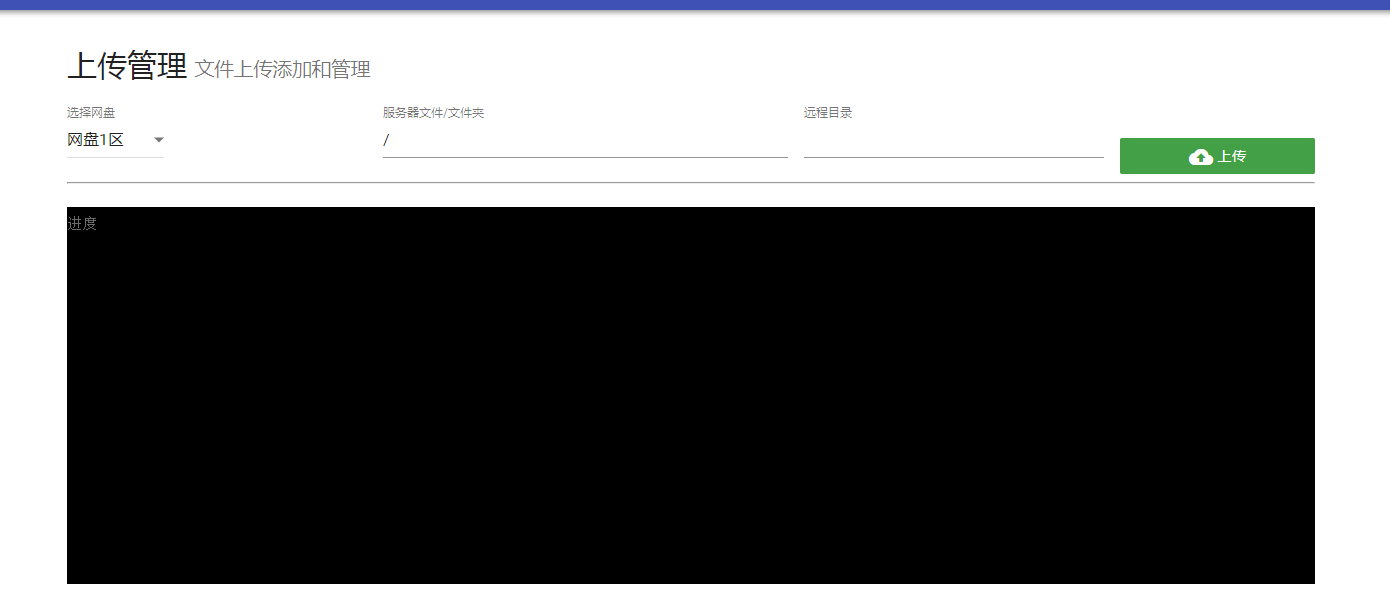 上传管理 文件上传添加和管理
选择网盘 服务器文件/文件夹 远程目录
网盘1区 /
上传
进度